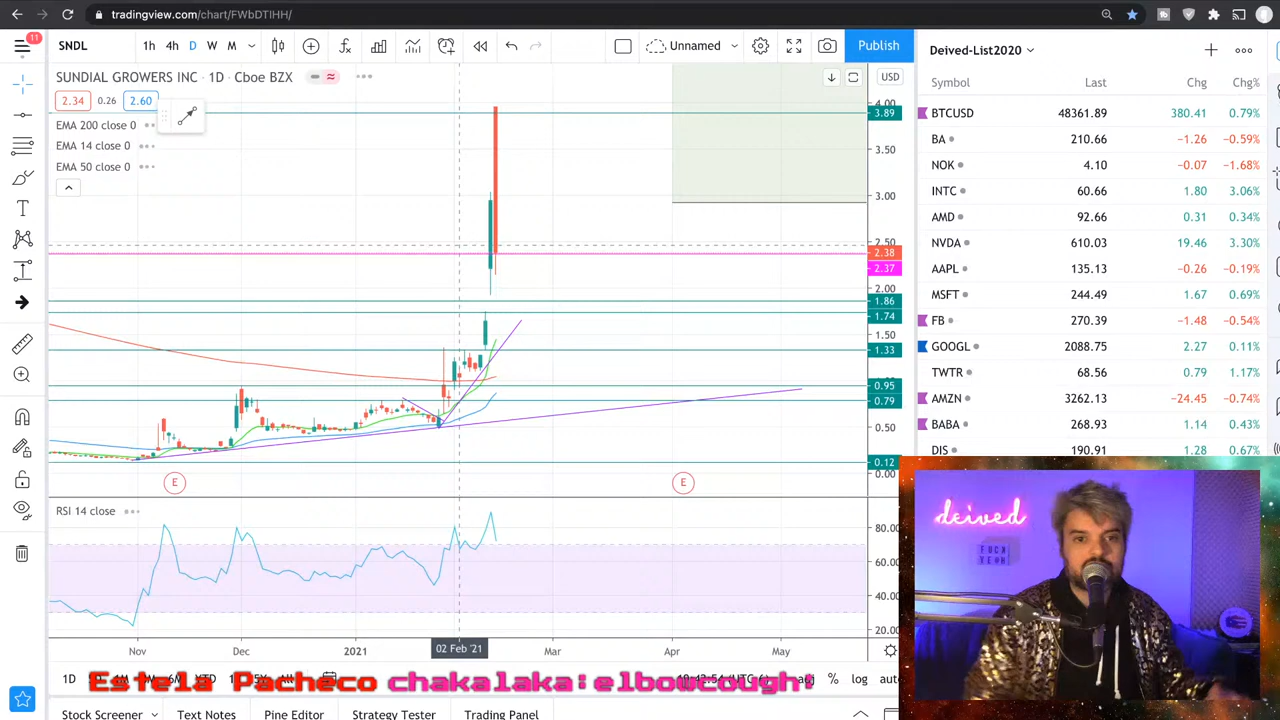 tradingview.com/chart/FWbDTIHH/
11
SNDL
1h 4h D W M
Unnamed
Publish
SUNDIAL GROWERS INC · 1D · Cboe BZX
2.34 0.26 2.60
EMA 200 close 0
EMA 14 close 0
EMA 50 close 0
USD
4.00
3.89
3.50
3.00
2.50
2.38
2.37
2.00
1.86
1.74
1.50
1.33
0.95
0.79
0.50
0.12
0.00
E E
RSI 14 close
80.00
60.00
40.00
20.00
Nov Dec 2021 02 Feb '21 Mar Apr May
1D
% log auto
Stock Screener Text Notes Pine Editor Strategy Tester Trading Panel
Deived-List2020
Symbol Last Chg Chg%
BTCUSD 48361.89 380.41 0.79%
BA 210.66 −1.26 −0.59%
NOK 4.10 −0.07 −1.68%
INTC 60.66 1.80 3.06%
AMD 92.66 0.31 0.34%
NVDA 610.03 19.46 3.30%
AAPL 135.13 −0.26 −0.19%
MSFT 244.49 1.67 0.69%
FB 270.39 −1.48 −0.54%
GOOGL 2088.75 2.27 0.11%
TWTR 68.56 0.79 1.17%
AMZN 3262.13 −24.45 −0.74%
BABA 268.93 1.14 0.43%
DIS 190.91 1.28 0.67%
deived
FUCK
YEAH
Pacheco chakalaka: